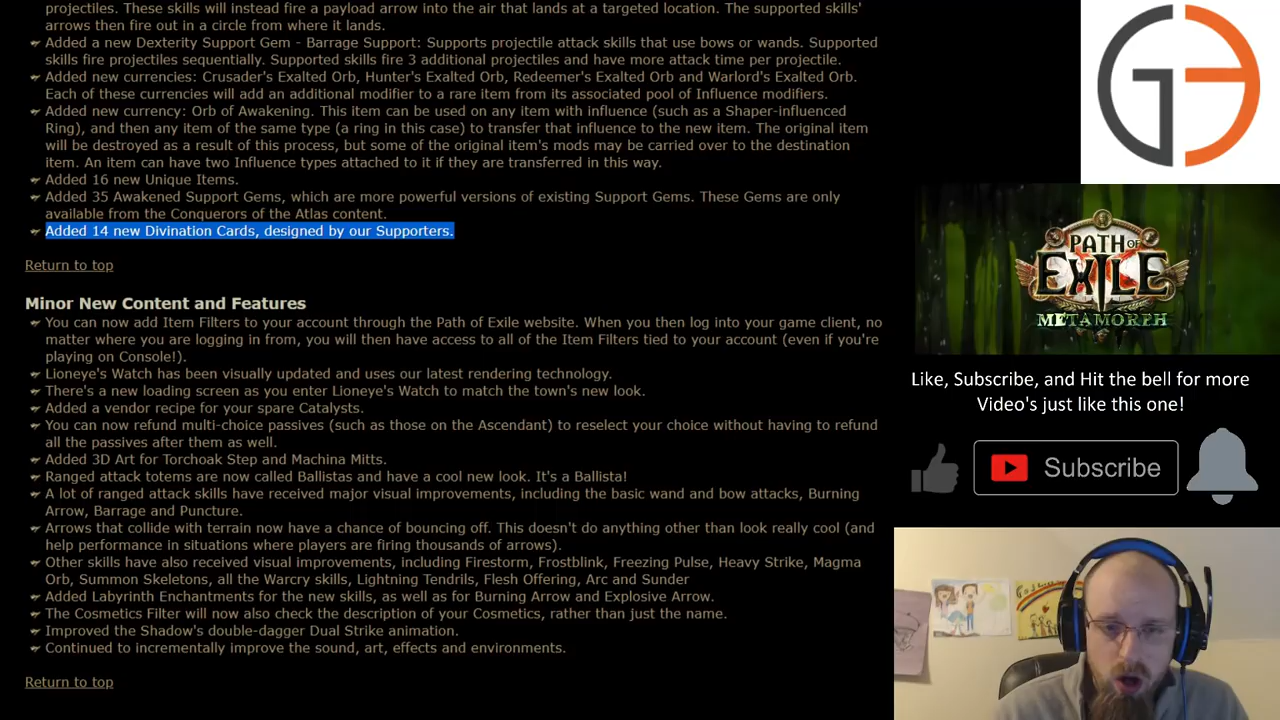 projectiles. These skills will instead fire a payload arrow into the air that lands at a targeted location. The supported skills'
arrows then fire out in a circle from where it lands.
Added a new Dexterity Support Gem - Barrage Support: Supports projectile attack skills that use bows or wands. Supported
skills fire projectiles sequentially. Supported skills fire 3 additional projectiles and have more attack time per projectile.
Added new currencies: Crusader's Exalted Orb, Hunter's Exalted Orb, Redeemer's Exalted Orb and Warlord's Exalted Orb.
Each of these currencies will add an additional modifier to a rare item from its associated pool of Influence modifiers.
Added new currency: Orb of Awakening. This item can be used on any item with influence (such as a Shaper-influenced
Ring), and then any item of the same type (a ring in this case) to transfer that influence to the new item. The original item
will be destroyed as a result of this process, but some of the original item's mods may be carried over to the destination
item. An item can have two Influence types attached to it if they are transferred in this way.
Added 16 new Unique Items.
Added 35 Awakened Support Gems, which are more powerful versions of existing Support Gems. These Gems are only
available from the Conquerors of the Atlas content.
Added 14 new Divination Cards, designed by our Supporters.
Return to top
Minor New Content and Features
You can now add Item Filters to your account through the Path of Exile website. When you then log into your game client, no
matter where you are logging in from, you will then have access to all of the Item Filters tied to your account (even if you're
playing on Console!).
Lioneye's Watch has been visually updated and uses our latest rendering technology.
There's a new loading screen as you enter Lioneye's Watch to match the town's new look.
Added a vendor recipe for your spare Catalysts.
You can now refund multi-choice passives (such as those on the Ascendant) to reselect your choice without having to refund
all the passives after them as well.
Added 3D Art for Torchoak Step and Machina Mitts.
Ranged attack totems are now called Ballistas and have a cool new look. It's a Ballista!
A lot of ranged attack skills have received major visual improvements, including the basic wand and bow attacks, Burning
Arrow, Barrage and Puncture.
Arrows that collide with terrain now have a chance of bouncing off. This doesn't do anything other than look really cool (and
help performance in situations where players are firing thousands of arrows).
Other skills have also received visual improvements, including Firestorm, Frostblink, Freezing Pulse, Heavy Strike, Magma
Orb, Summon Skeletons, all the Warcry skills, Lightning Tendrils, Flesh Offering, Arc and Sunder
Added Labyrinth Enchantments for the new skills, as well as for Burning Arrow and Explosive Arrow.
The Cosmetics Filter will now also check the description of your Cosmetics, rather than just the name.
Improved the Shadow's double-dagger Dual Strike animation.
Continued to incrementally improve the sound, art, effects and environments.
Return to top
PATH OF
EXILE
METAMORPH
Like, Subscribe, and Hit the bell for more
Video's just like this one!
Subscribe